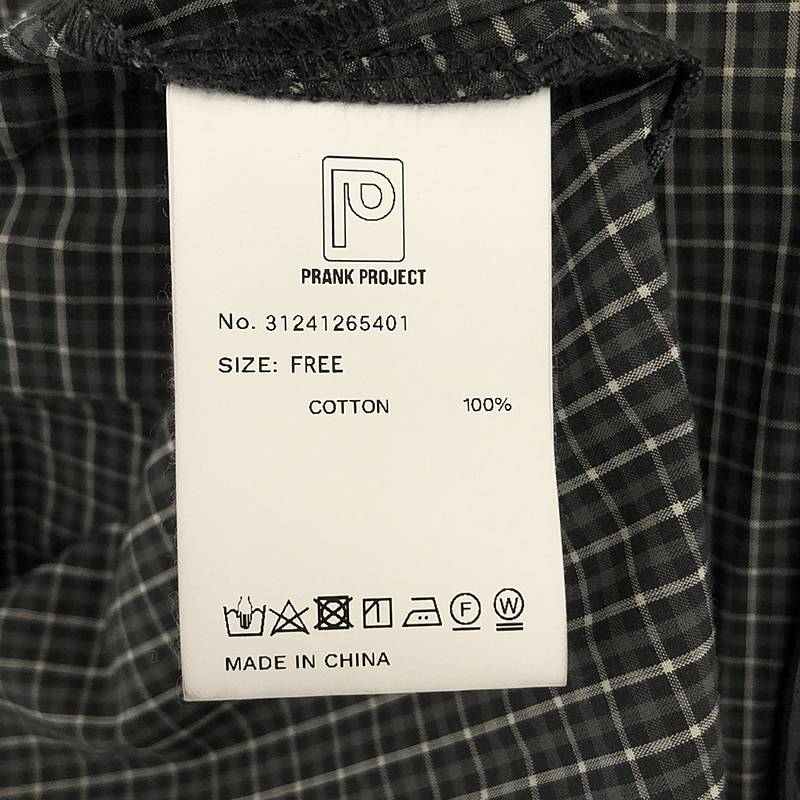 P
PRANK PROJECT
No. 31241265401
SIZE: FREE
COTTON 100%
F W
MADE IN CHINA